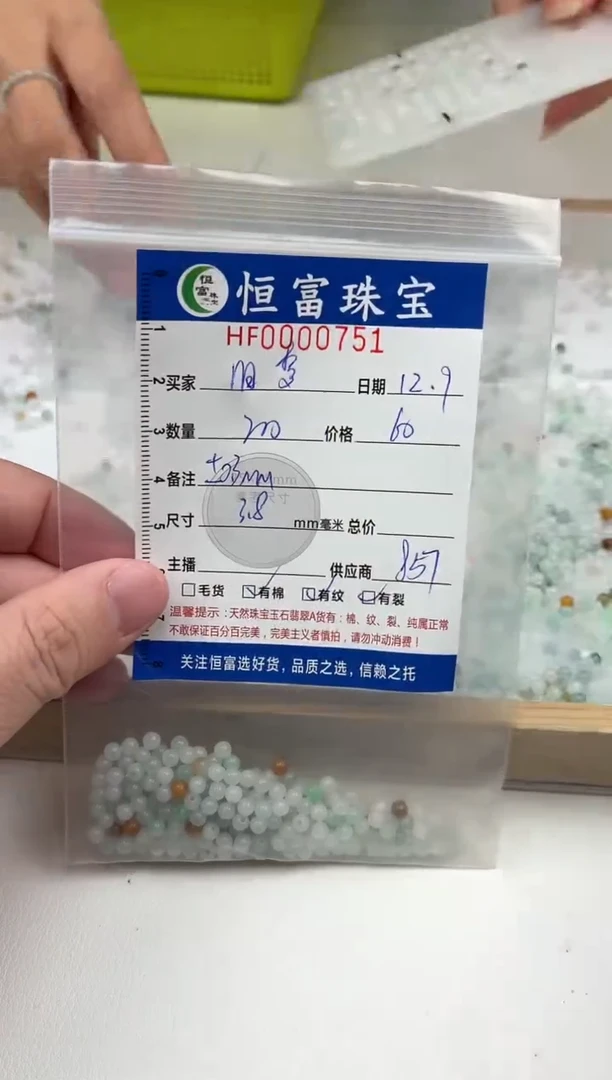 恒富珠宝
HF0000751
买家 日期 12.9
数量 200 价格 60
备注 ±03mm
尺寸 3.8 mm毫米 总价
主播 供应商 857
毛货 有棉 有纹 有裂
温馨提示：天然珠宝玉石翡翠A货有：棉、纹、裂、纯属正常
不敢保证百分百完美，完美主义者慎拍，请勿冲动消费！
关注恒富选好货，品质之选，信赖之托